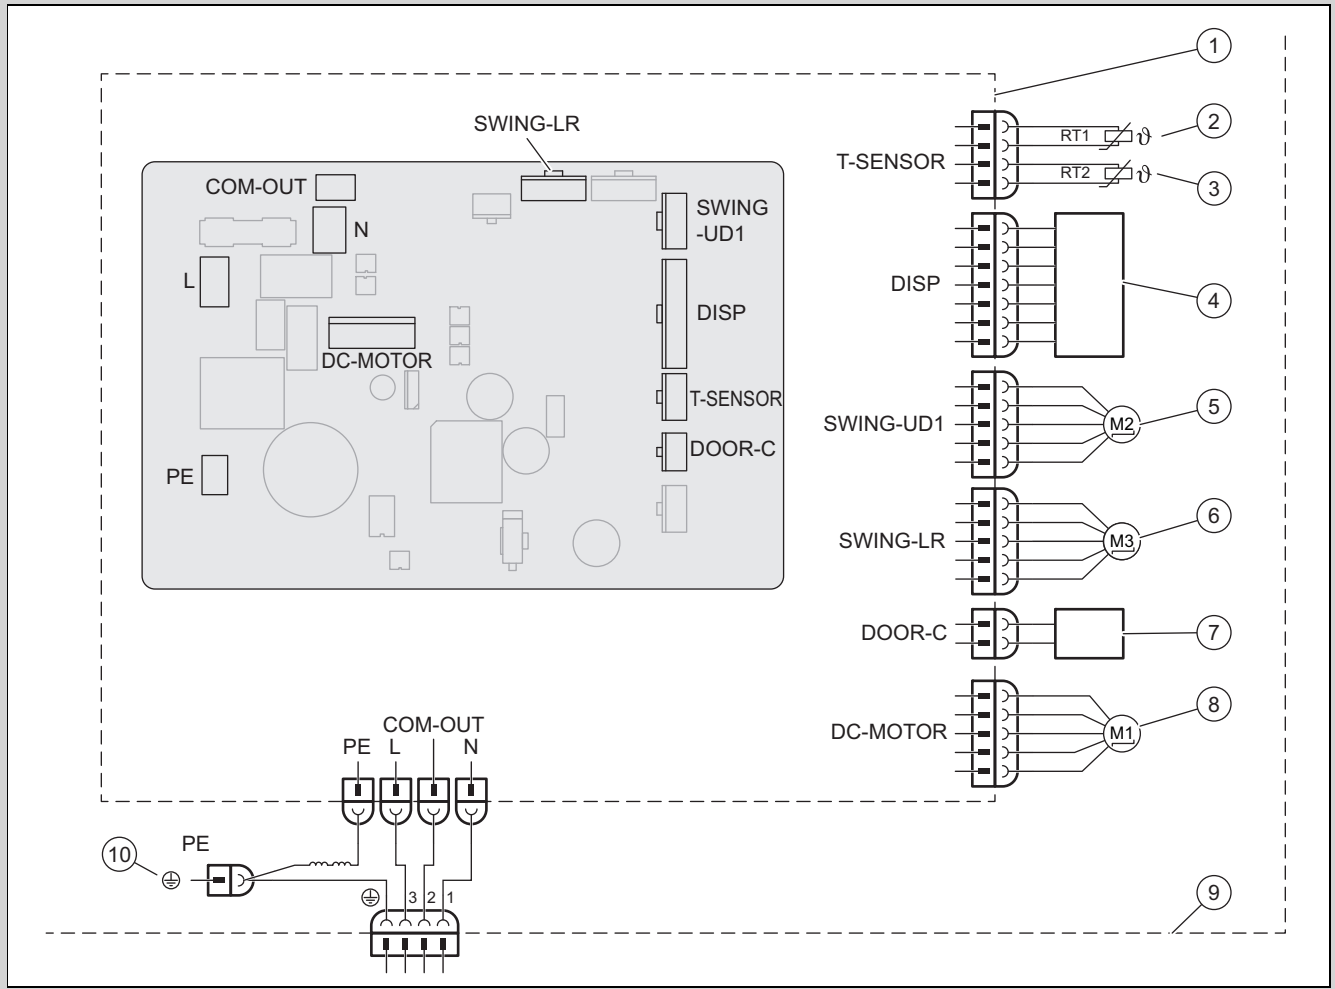 1
SWING-LR
2
RT1 ϑ
T-SENSOR
COM-OUT
RT2 ϑ
3
SWING
-UD1
N
L
DISP
4
DISP
DC-MOTOR
T-SENSOR
5
SWING-UD1
M2
DOOR-C
PE
6
SWING-LR
M3
DOOR-C
7
8
COM-OUT
DC-MOTOR
M1
PE L N
PE
10
3 2 1
9